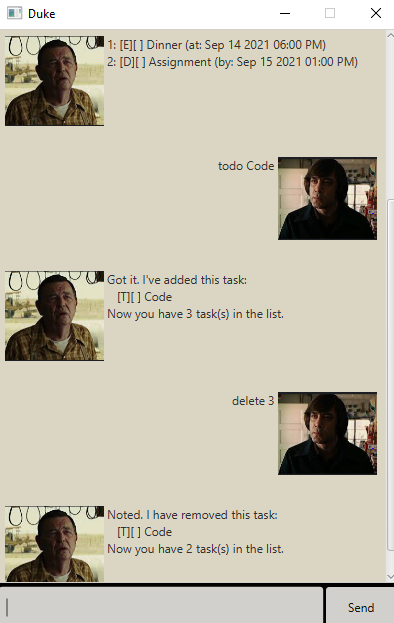 Duke
1: [E][ ] Dinner (at: Sep 14 2021 06:00 PM)
2: [D][ ] Assignment (by: Sep 15 2021 01:00 PM)
todo Code
Got it. I've added this task:
[T][ ] Code
Now you have 3 task(s) in the list.
delete 3
Noted. I have removed this task:
[T][ ] Code
Now you have 2 task(s) in the list.
Send